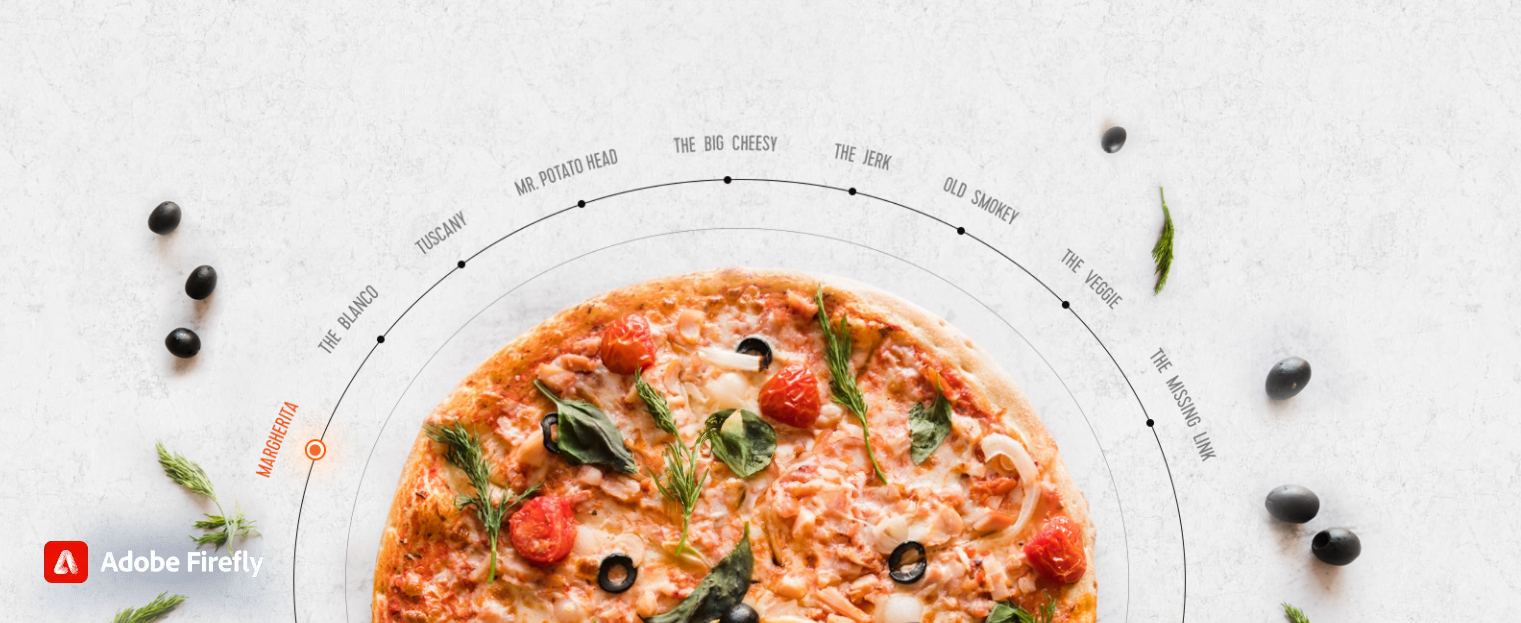 MARGHERITA
THE BLANCO
TUSCANY
MR. POTATO HEAD
THE BIG CHEESY
THE JERK
OLD SMOKEY
THE VEGGIE
THE MISSING LINK
Adobe Firefly